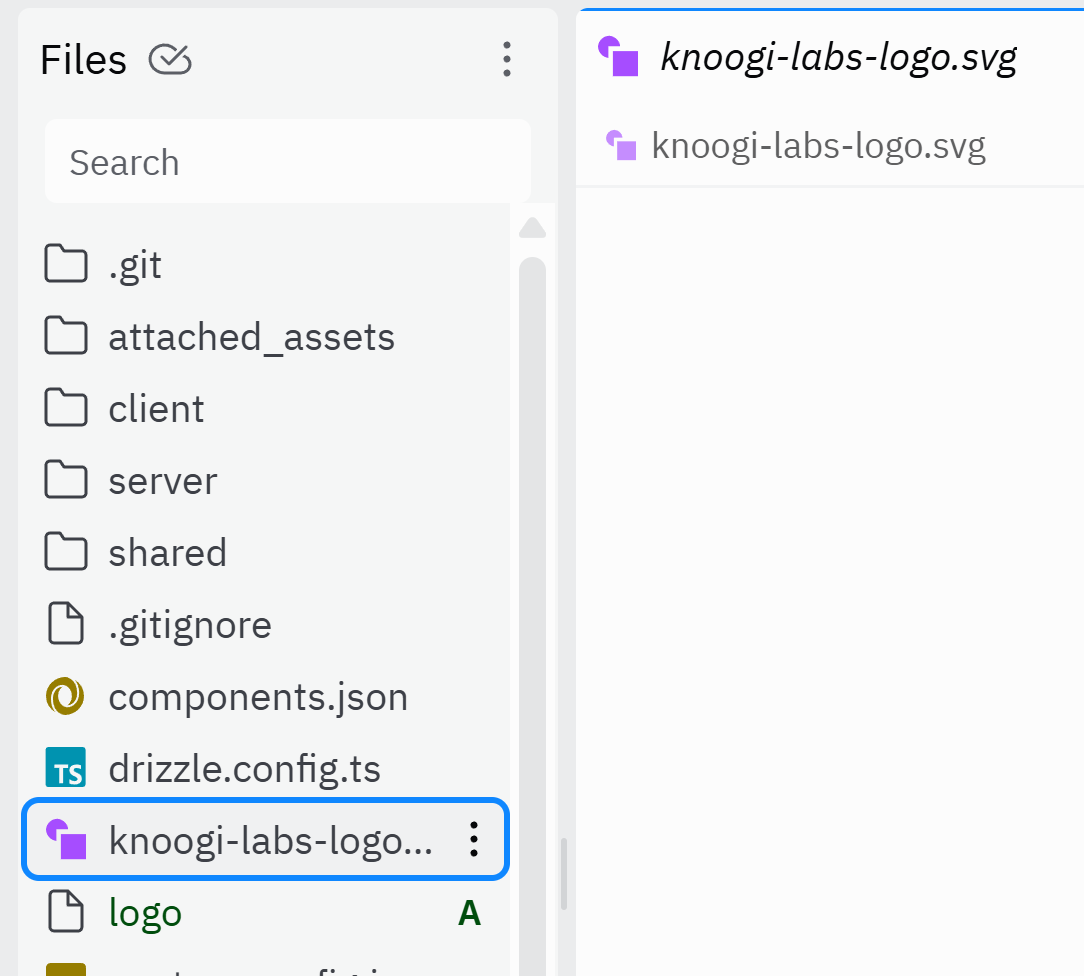 Files
Search
.git
attached_assets
client
server
shared
.gitignore
components.json
TS drizzle.config.ts
knoogi-labs-logo...
logo A
knoogi-labs-logo.svg
knoogi-labs-logo.svg